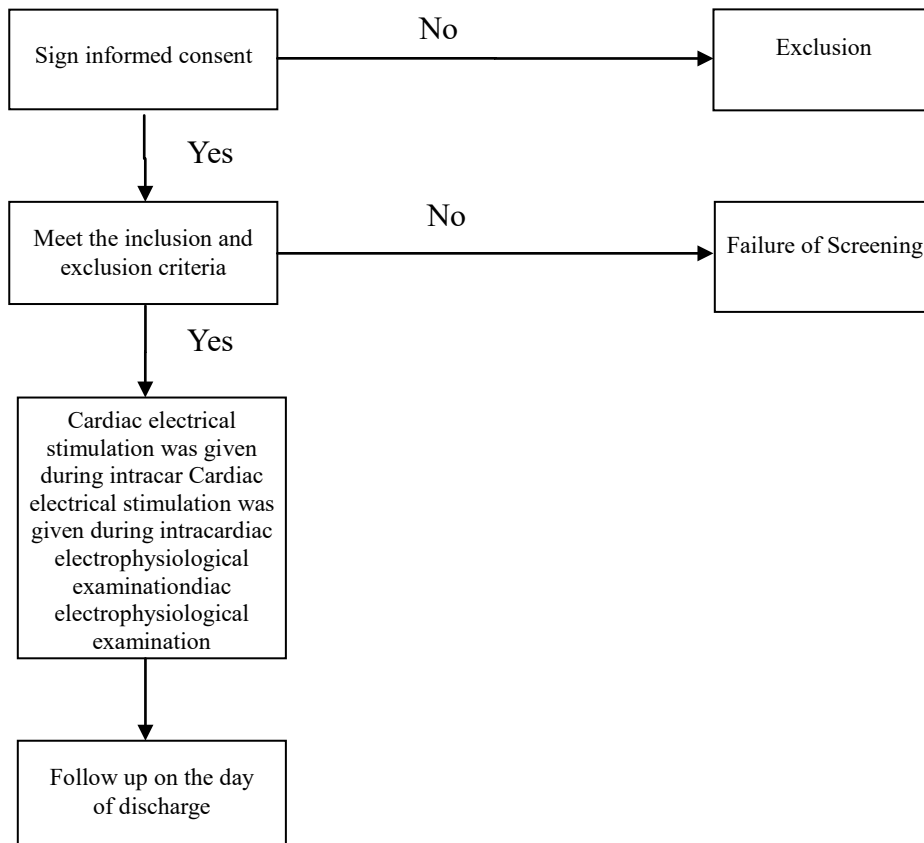 Sign informed consent
No
Exclusion
Yes
Meet the inclusion and
exclusion criteria
No
Failure of Screening
Yes
Cardiac electrical
stimulation was given
during intracar Cardiac
electrical stimulation was
given during intracardiac
electrophysiological
examinationdiac
electrophysiological
examination
Follow up on the day
of discharge